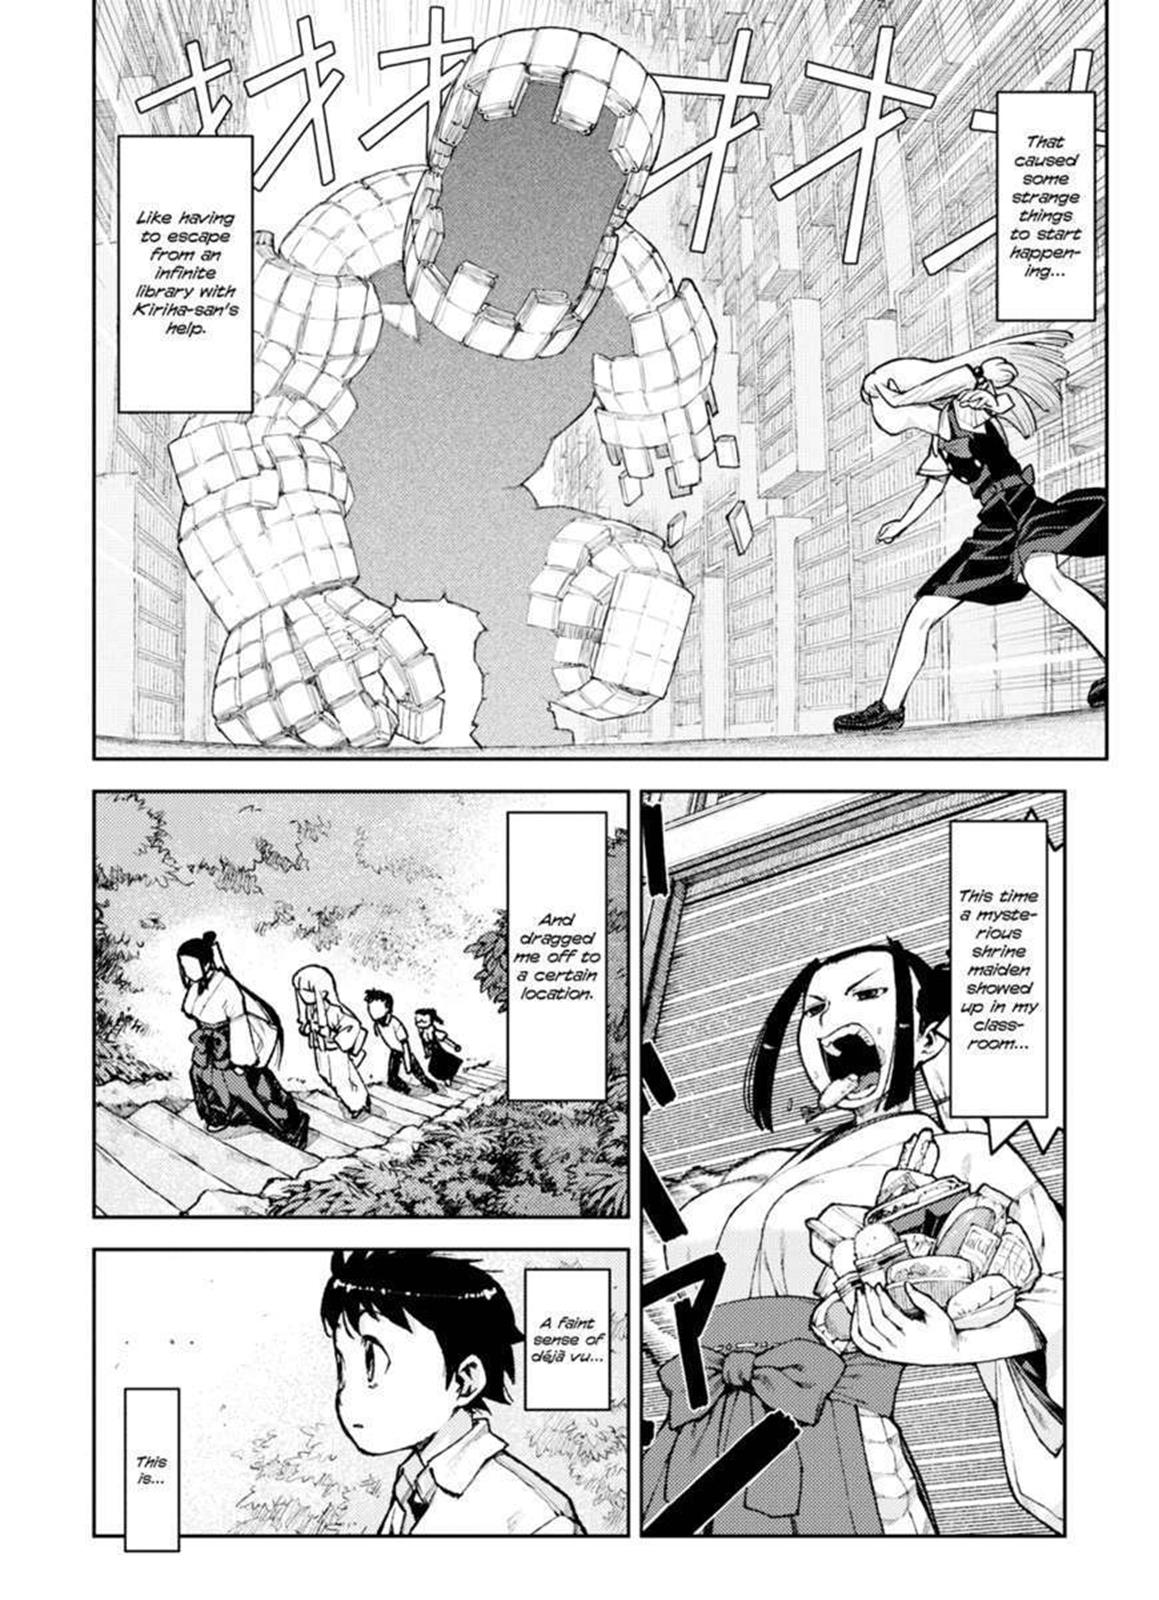 That
caused
some
strange
things
to start
happen-
ing...
Like having
to escape
from an
infinite
library with
Kiriha-san's
help.
オオオオオオオ
This time
a myste-
rious
shrine
maiden
showed
up in my
class-
room...
And
dragged
me off to
a certain
location.
A faint
sense of
déjà vu...
This
is...